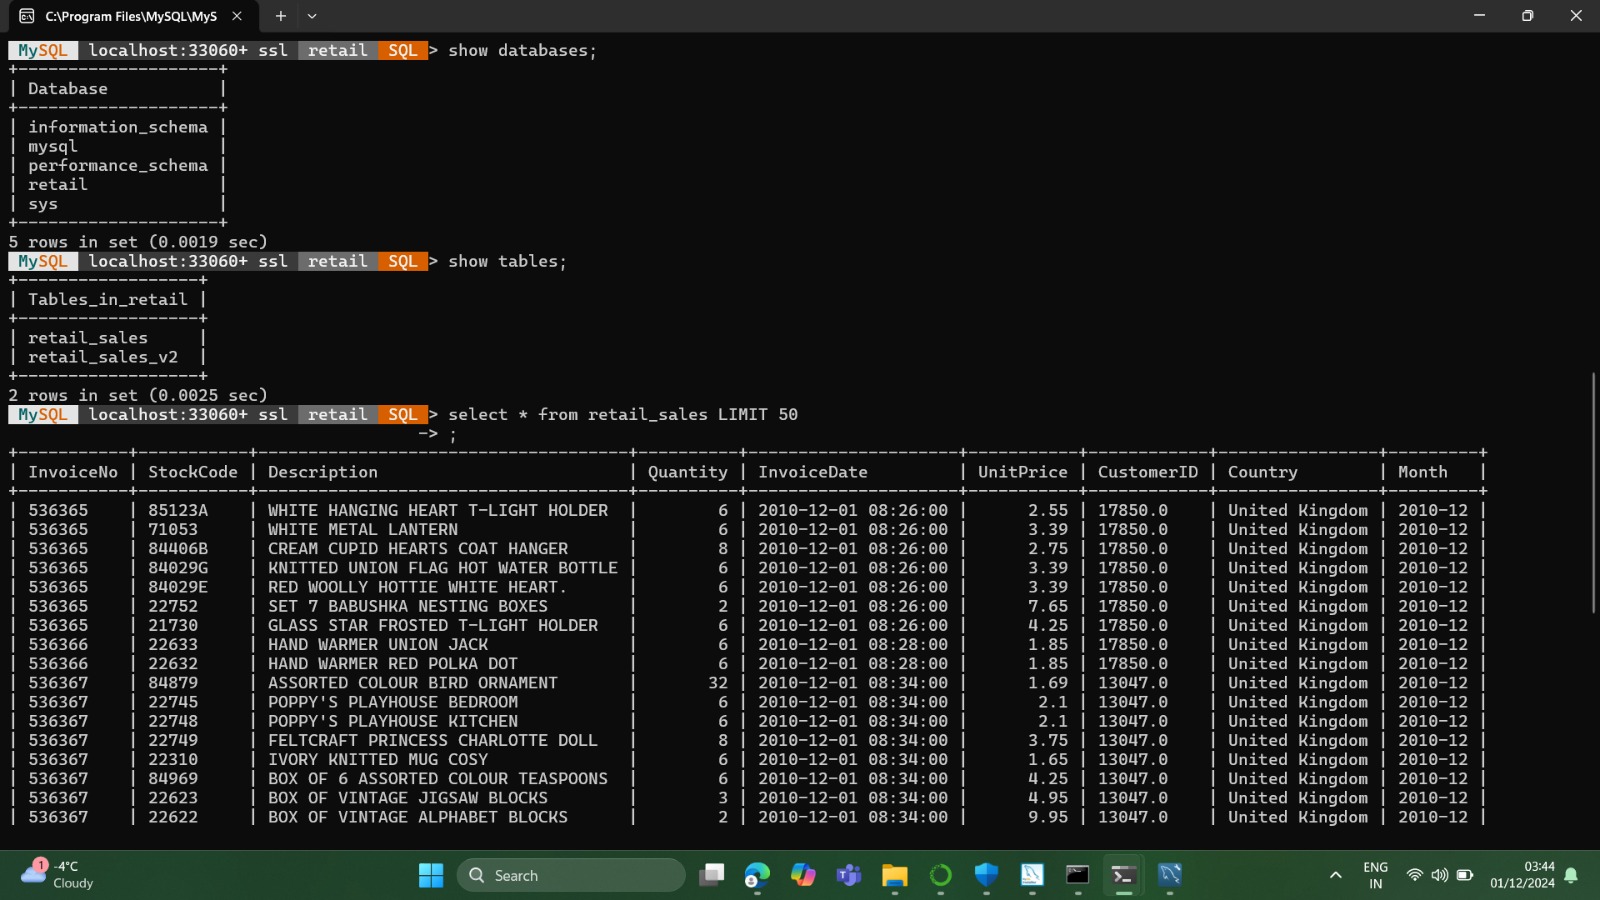 C:\Program Files\MySQL\MyS
MySQL localhost:33060+ ssl retail SQL > show databases;
+--------------------+
| Database           |
+--------------------+
| information_schema |
| mysql              |
| performance_schema |
| retail             |
| sys                |
+--------------------+
5 rows in set (0.0019 sec)
MySQL localhost:33060+ ssl retail SQL > show tables;
+------------------+
| Tables_in_retail |
+------------------+
| retail_sales     |
| retail_sales_v2  |
+------------------+
2 rows in set (0.0025 sec)
MySQL localhost:33060+ ssl retail SQL > select * from retail_sales LIMIT 50
-> ;
+-----------+-----------+-------------------------------------+----------+---------------------+-----------+------------+----------------+---------+
| InvoiceNo | StockCode | Description                         | Quantity | InvoiceDate         | UnitPrice | CustomerID | Country        | Month   |
+-----------+-----------+-------------------------------------+----------+---------------------+-----------+------------+----------------+---------+
| 536365    | 85123A    | WHITE HANGING HEART T-LIGHT HOLDER  |        6 | 2010-12-01 08:26:00 |      2.55 | 17850.0    | United Kingdom | 2010-12 |
| 536365    | 71053     | WHITE METAL LANTERN                 |        6 | 2010-12-01 08:26:00 |      3.39 | 17850.0    | United Kingdom | 2010-12 |
| 536365    | 84406B    | CREAM CUPID HEARTS COAT HANGER      |        8 | 2010-12-01 08:26:00 |      2.75 | 17850.0    | United Kingdom | 2010-12 |
| 536365    | 84029G    | KNITTED UNION FLAG HOT WATER BOTTLE |        6 | 2010-12-01 08:26:00 |      3.39 | 17850.0    | United Kingdom | 2010-12 |
| 536365    | 84029E    | RED WOOLLY HOTTIE WHITE HEART.      |        6 | 2010-12-01 08:26:00 |      3.39 | 17850.0    | United Kingdom | 2010-12 |
| 536365    | 22752     | SET 7 BABUSHKA NESTING BOXES        |        2 | 2010-12-01 08:26:00 |      7.65 | 17850.0    | United Kingdom | 2010-12 |
| 536365    | 21730     | GLASS STAR FROSTED T-LIGHT HOLDER   |        6 | 2010-12-01 08:26:00 |      4.25 | 17850.0    | United Kingdom | 2010-12 |
| 536366    | 22633     | HAND WARMER UNION JACK              |        6 | 2010-12-01 08:28:00 |      1.85 | 17850.0    | United Kingdom | 2010-12 |
| 536366    | 22632     | HAND WARMER RED POLKA DOT           |        6 | 2010-12-01 08:28:00 |      1.85 | 17850.0    | United Kingdom | 2010-12 |
| 536367    | 84879     | ASSORTED COLOUR BIRD ORNAMENT       |       32 | 2010-12-01 08:34:00 |      1.69 | 13047.0    | United Kingdom | 2010-12 |
| 536367    | 22745     | POPPY'S PLAYHOUSE BEDROOM           |        6 | 2010-12-01 08:34:00 |       2.1 | 13047.0    | United Kingdom | 2010-12 |
| 536367    | 22748     | POPPY'S PLAYHOUSE KITCHEN           |        6 | 2010-12-01 08:34:00 |       2.1 | 13047.0    | United Kingdom | 2010-12 |
| 536367    | 22749     | FELTCRAFT PRINCESS CHARLOTTE DOLL   |        8 | 2010-12-01 08:34:00 |      3.75 | 13047.0    | United Kingdom | 2010-12 |
| 536367    | 22310     | IVORY KNITTED MUG COSY              |        6 | 2010-12-01 08:34:00 |      1.65 | 13047.0    | United Kingdom | 2010-12 |
| 536367    | 84969     | BOX OF 6 ASSORTED COLOUR TEASPOONS  |        6 | 2010-12-01 08:34:00 |      4.25 | 13047.0    | United Kingdom | 2010-12 |
| 536367    | 22623     | BOX OF VINTAGE JIGSAW BLOCKS        |        3 | 2010-12-01 08:34:00 |      4.95 | 13047.0    | United Kingdom | 2010-12 |
| 536367    | 22622     | BOX OF VINTAGE ALPHABET BLOCKS      |        2 | 2010-12-01 08:34:00 |      9.95 | 13047.0    | United Kingdom | 2010-12 |
1
-4°C
Cloudy
Search
ENG
IN
03:44
01/12/2024